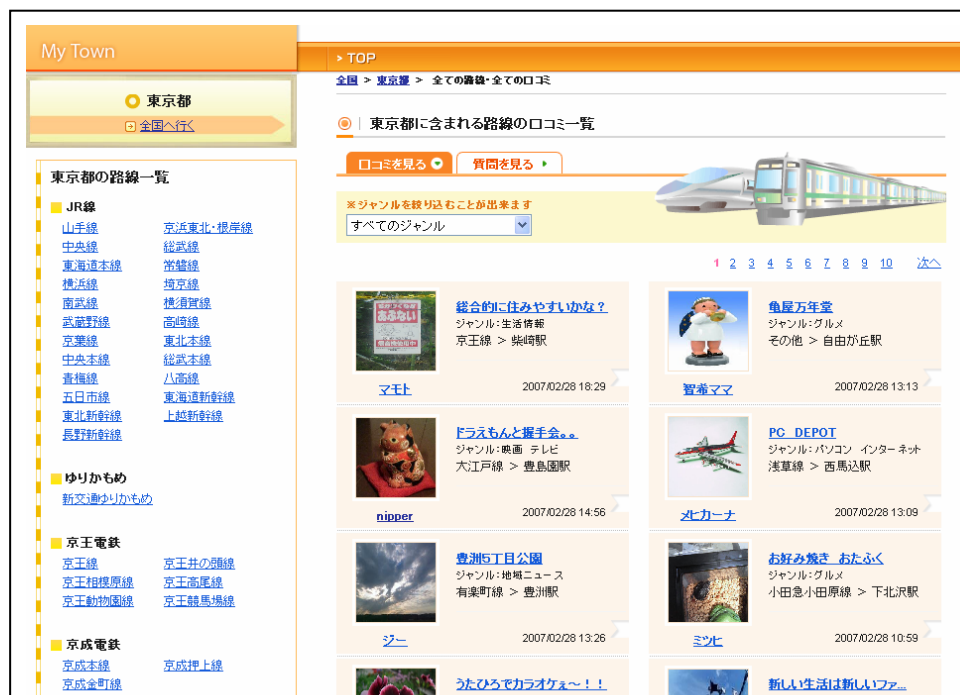 My Town
> TOP
全国 > 東京都 > 全ての路線・全ての口コミ
東京都
全国へ行く
東京都に含まれる路線の口コミ一覧
口コミを見る
質問を見る
※ジャンルを絞り込むことが出来ます
すべてのジャンル
1 2 3 4 5 6 7 8 9 10 次へ
東京都の路線一覧
JR線
山手線 京浜東北・根岸線
中央線 総武線
東海道本線 常磐線
横浜線 埼京線
南武線 横須賀線
武蔵野線 高崎線
京葉線 東北本線
中央本線 総武本線
青梅線 八高線
五日市線 東海道新幹線
東北新幹線 上越新幹線
長野新幹線
ゆりかもめ
新交通ゆりかもめ
京王電鉄
京王線 京王井の頭線
京王相模原線 京王高尾線
京王動物園線 京王競馬場線
京成電鉄
京成本線 京成押上線
京成金町線
総合的に住みやすいかな?
ジャンル:生活情報
京王線 > 柴崎駅
マモト
2007/02/28 18:29
亀屋万年堂
ジャンル:グルメ
その他 > 自由が丘駅
智希ママ
2007/02/28 13:13
ドラえもんと握手会。。
ジャンル:映画 テレビ
大江戸線 > 豊島園駅
nipper
2007/02/28 14:56
PC DEPOT
ジャンル:パソコン インターネット
浅草線 > 西馬込駅
メヒカーナ
2007/02/28 13:09
豊洲5丁目公園
ジャンル:地域ニュース
有楽町線 > 豊洲駅
ジー
2007/02/28 13:26
お好み焼き おたふく
ジャンル:グルメ
小田急小田原線 > 下北沢駅
ミツヒ
2007/02/28 10:59
うたひろでカラオケぇ~!!
新しい生活は新しいファ...